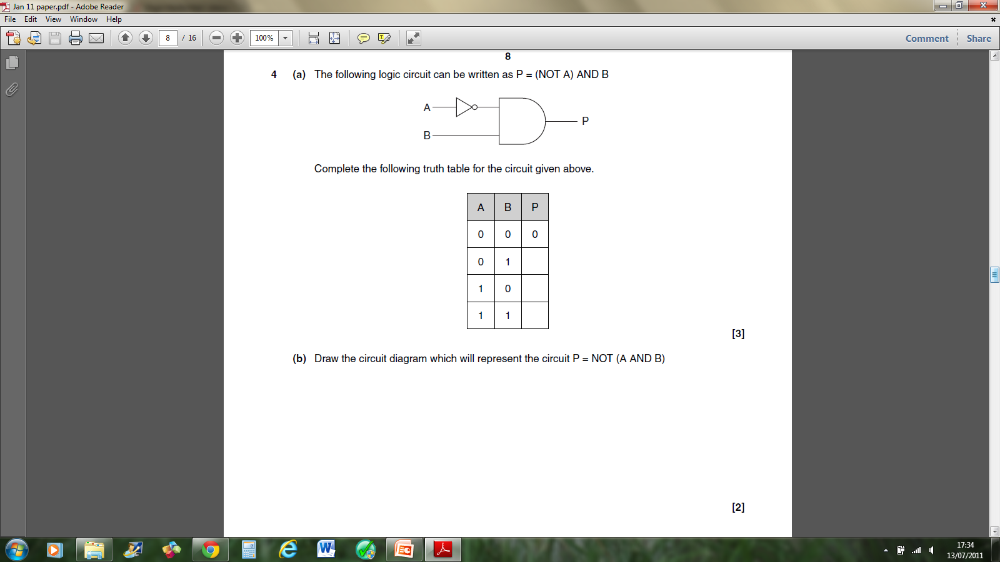 Jan 11 paper.pdf - Adobe Reader
File Edit View Window Help
8 / 16 100% Comment Share
8
4 (a) The following logic circuit can be written as P = (NOT A) AND B
A
P
B
Complete the following truth table for the circuit given above.
A B P
0 0 0
0 1
1 0
1 1
[3]
(b) Draw the circuit diagram which will represent the circuit P = NOT (A AND B)
[2]
17:34
13/07/2011